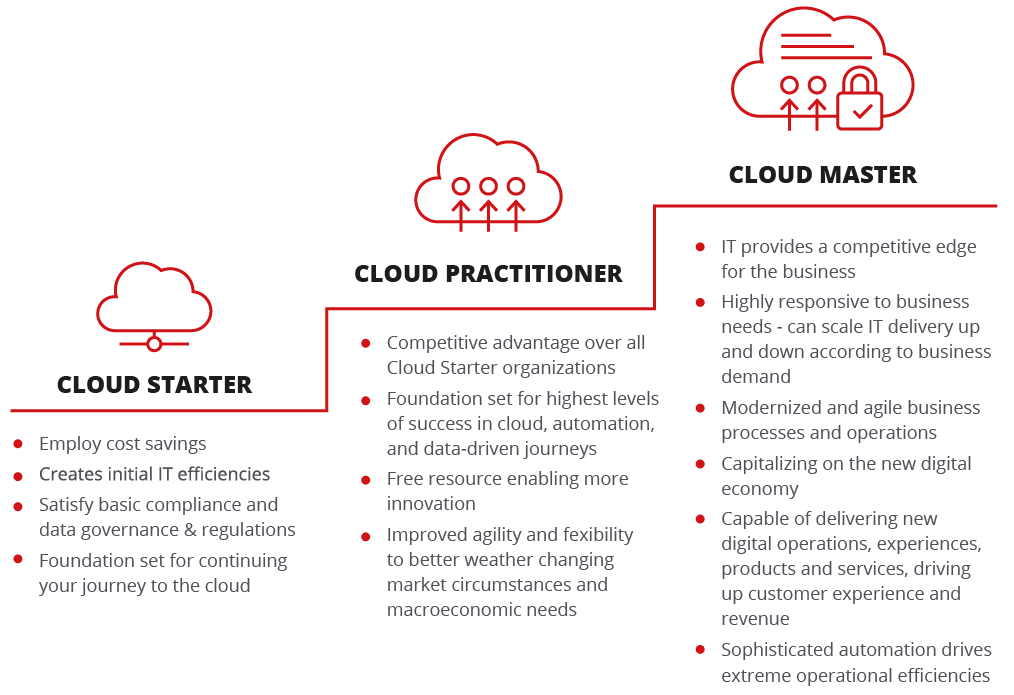 CLOUD STARTER
Employ cost savings
Creates initial IT efficiencies
Satisfy basic compliance and
data governance & regulations
Foundation set for continuing
your journey to the cloud
CLOUD PRACTITIONER
Competitive advantage over all
Cloud Starter organizations
Foundation set for highest levels
of success in cloud, automation,
and data-driven journeys
Free resource enabling more
innovation
Improved agility and fexibility
to better weather changing
market circumstances and
macroeconomic needs
CLOUD MASTER
IT provides a competitive edge
for the business
Highly responsive to business
needs - can scale IT delivery up
and down according to business
demand
Modernized and agile business
processes and operations
Capitalizing on the new digital
economy
Capable of delivering new
digital operations, experiences,
products and services, driving
up customer experience and
revenue
Sophisticated automation drives
extreme operational efficiencies